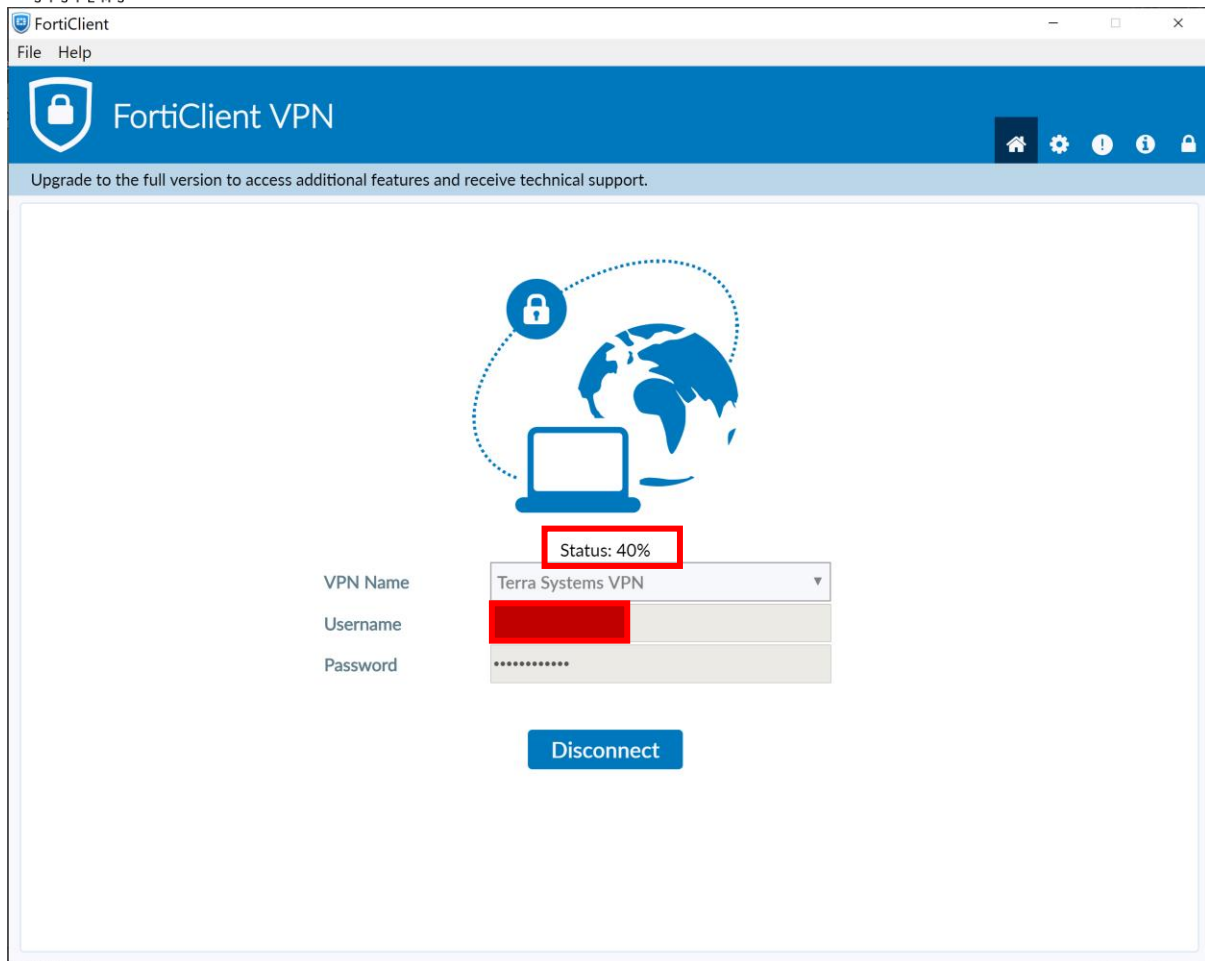 S Y S T E M S
FortiClient
File Help
FortiClient VPN
Upgrade to the full version to access additional features and receive technical support.
Status: 40%
VPN Name Terra Systems VPN
Username
Password ••••••••••••
Disconnect